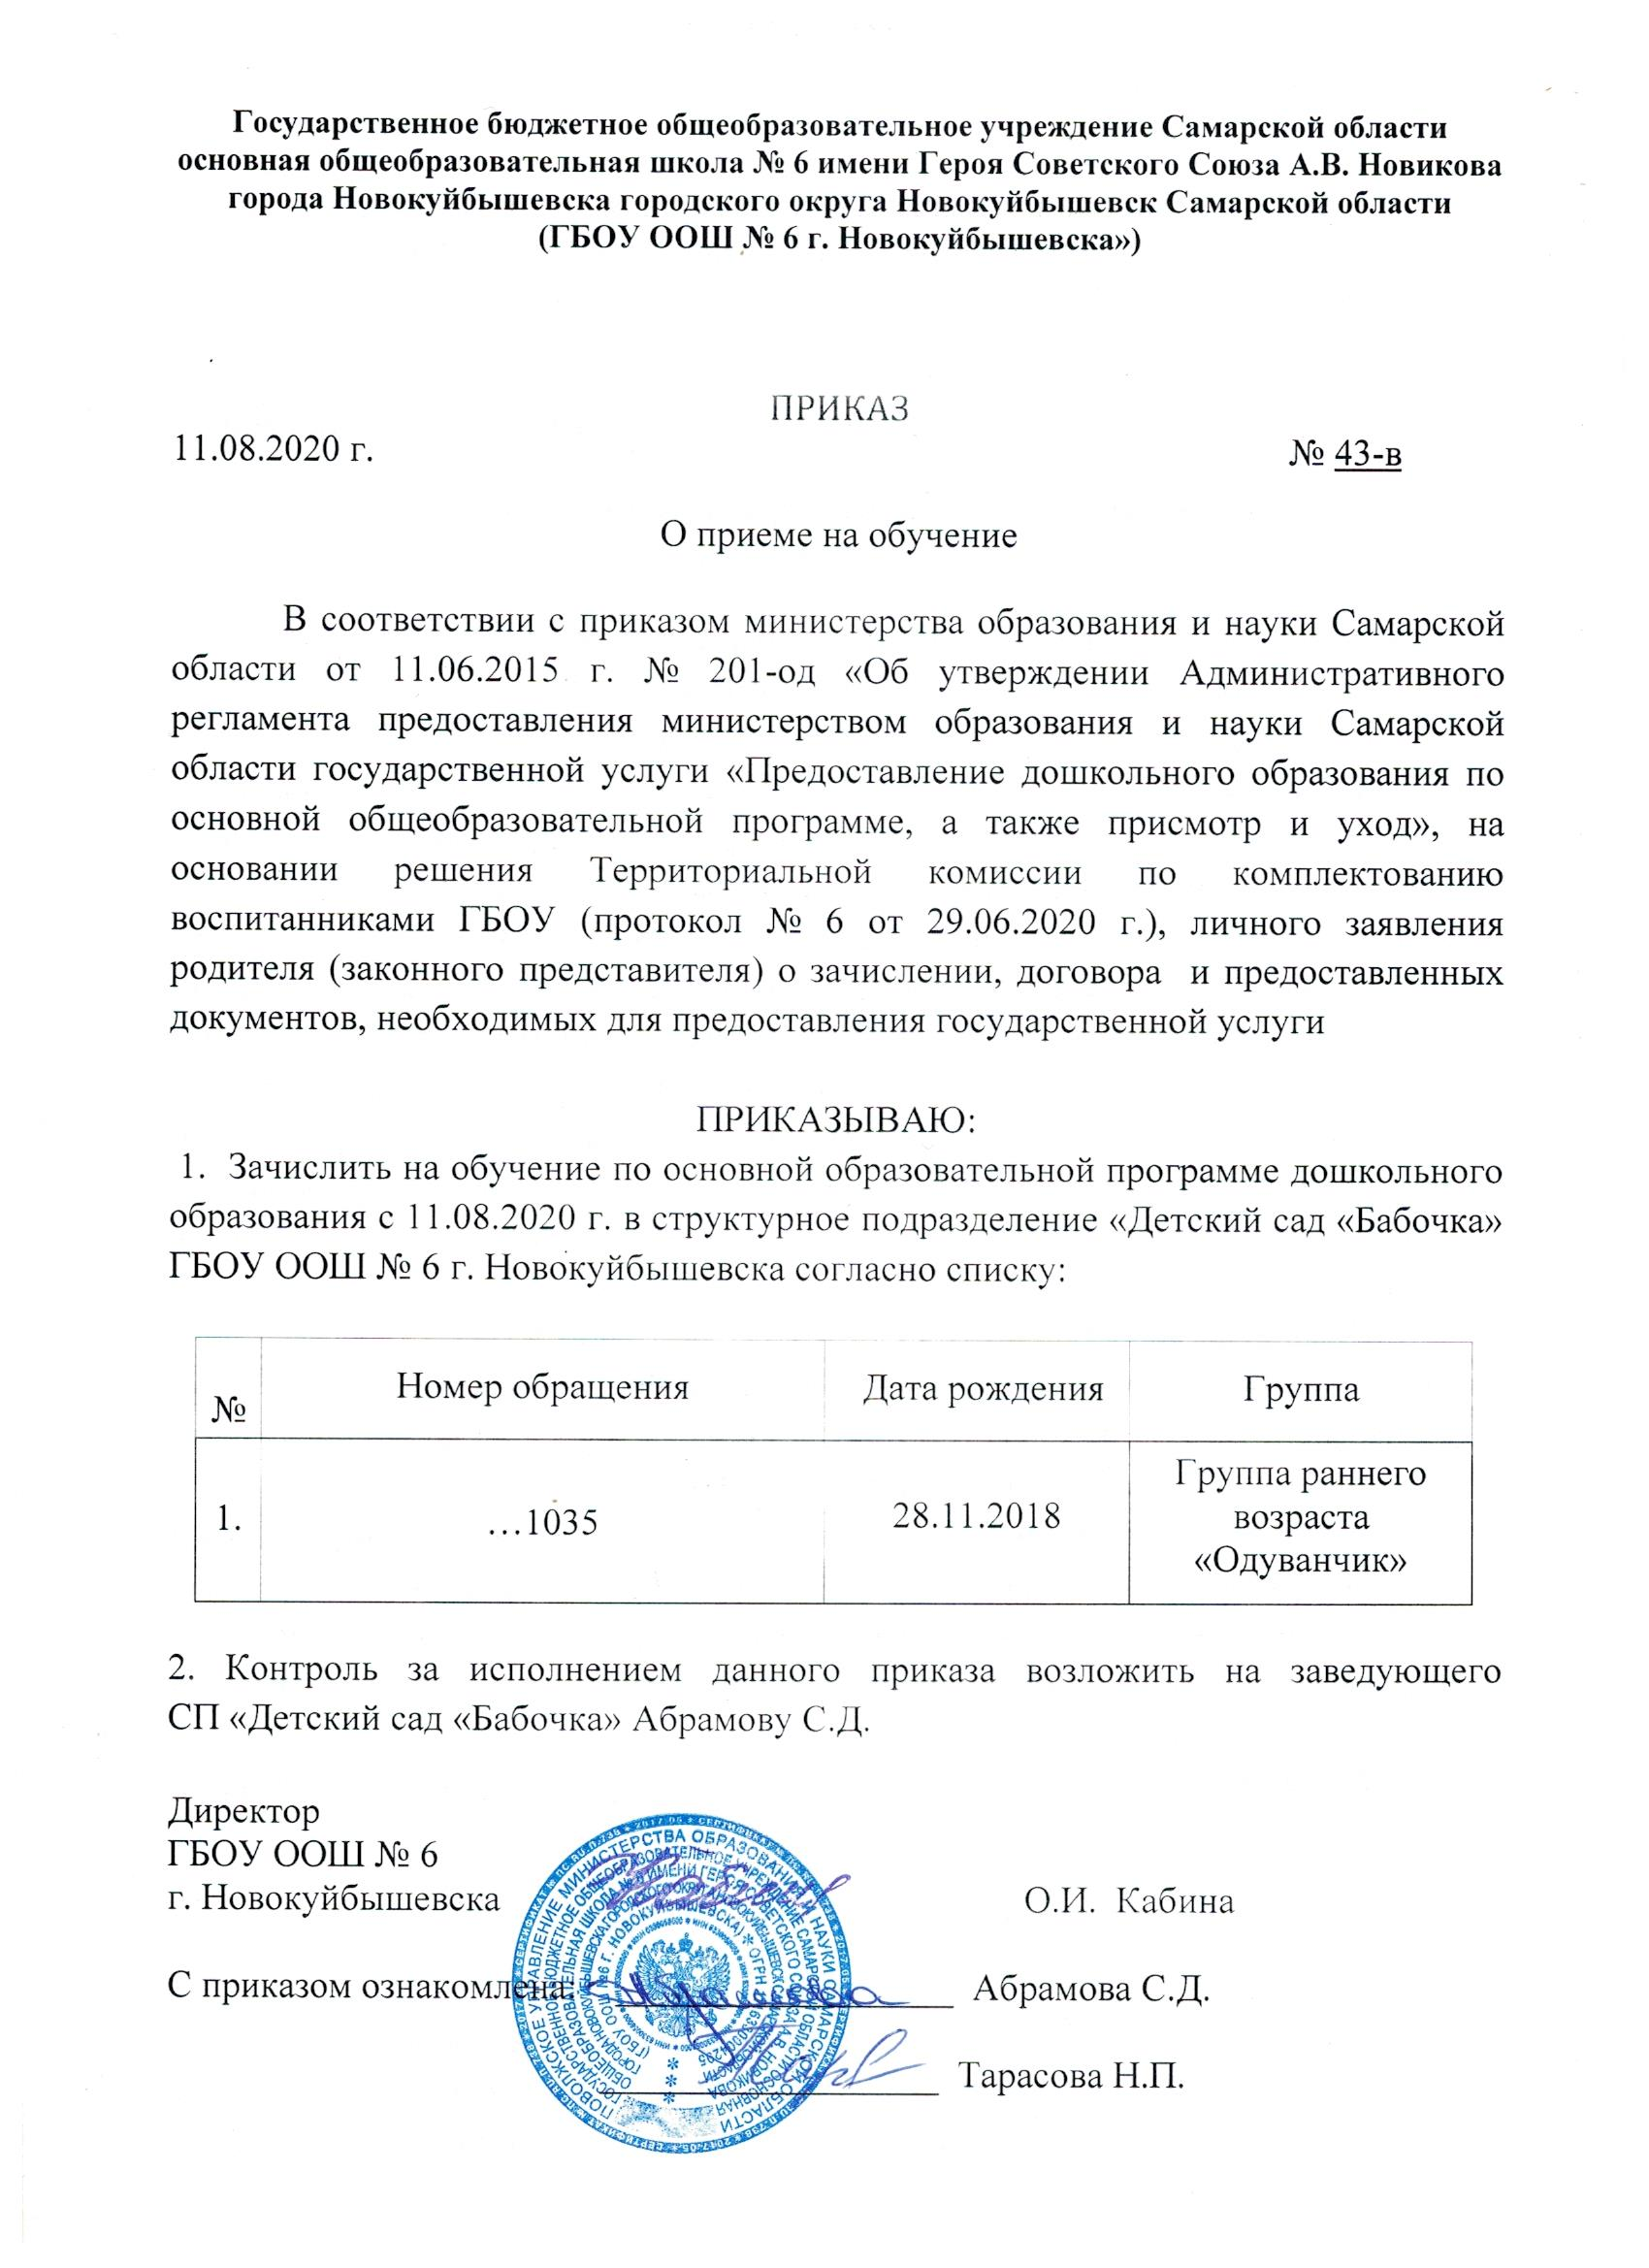 Государственное бюджетное общеобразовательное учреждение Самарской области
основная общеобразовательная школа № 6 имени Героя Советского Союза А.В. Новикова
города Новокуйбышевска городского округа Новокуйбышевск Самарской области
(ГБОУ ООШ № 6 г. Новокуйбышевска»)
ПРИКАЗ
11.08.2020 г. № 43-в
О приеме на обучение
В соответствии с приказом министерства образования и науки Самарской
области от 11.06.2015 г. № 201-од «Об утверждении Административного
регламента предоставления министерством образования и науки Самарской
области государственной услуги «Предоставление дошкольного образования по
основной общеобразовательной программе, а также присмотр и уход», на
основании решения Территориальной комиссии по комплектованию
воспитанниками ГБОУ (протокол № 6 от 29.06.2020 г.), личного заявления
родителя (законного представителя) о зачислении, договора и предоставленных
документов, необходимых для предоставления государственной услуги
ПРИКАЗЫВАЮ:
1. Зачислить на обучение по основной образовательной программе дошкольного
образования с 11.08.2020 г. в структурное подразделение «Детский сад «Бабочка»
ГБОУ ООШ № 6 г. Новокуйбышевска согласно списку:
№ Номер обращения Дата рождения Группа
1. …1035 28.11.2018 Группа раннего
возраста
«Одуванчик»
2. Контроль за исполнением данного приказа возложить на заведующего
СП «Детский сад «Бабочка» Абрамову С.Д.
Директор
ГБОУ ООШ № 6
г. Новокуйбышевска О.И. Кабина
С приказом ознакомлена: Абрамова С.Д.
Тарасова Н.П.